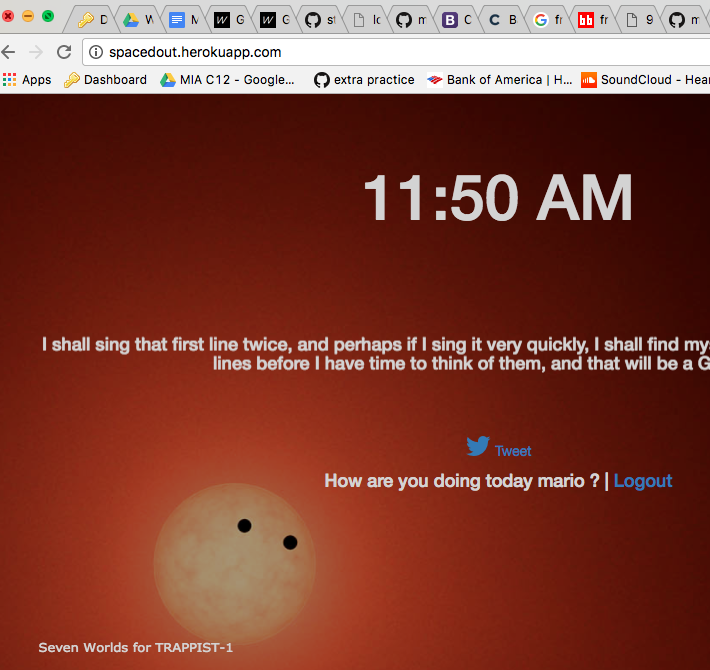 D W M G G st lo m C B fr fr 9 m
spacedout.herokuapp.com
Apps Dashboard MIA C12 - Google... extra practice Bank of America | H... SoundCloud - Hear
11:50 AM
I shall sing that first line twice, and perhaps if I sing it very quickly, I shall find my
lines before I have time to think of them, and that will be a G
Tweet
How are you doing today mario ? | Logout
Seven Worlds for TRAPPIST-1